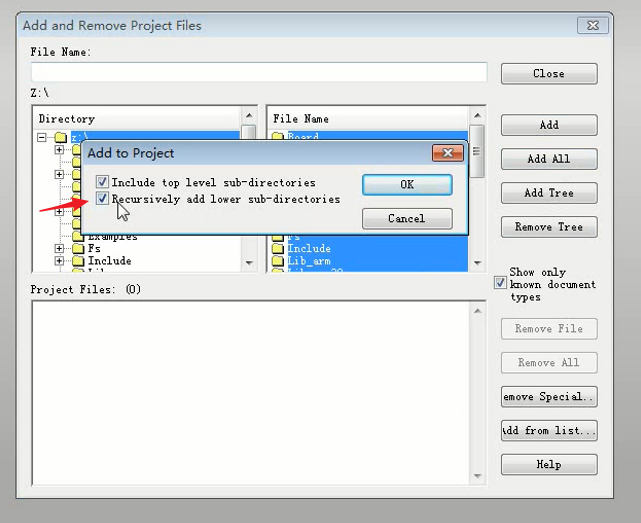 Add and Remove Project Files
File Name:
Close
Z:\
Directory
File Name
z:\
Board
Add
Add to Project
Add All
Include top level sub-directories
OK
Recursively add lower sub-directories
Add Tree
Cancel
Remove Tree
Examples
Fs
Fs
Include
Include
Lib_arm
Show only
known document
types
Project Files: (0)
Remove File
Remove All
emove Special..
Add from list...
Help